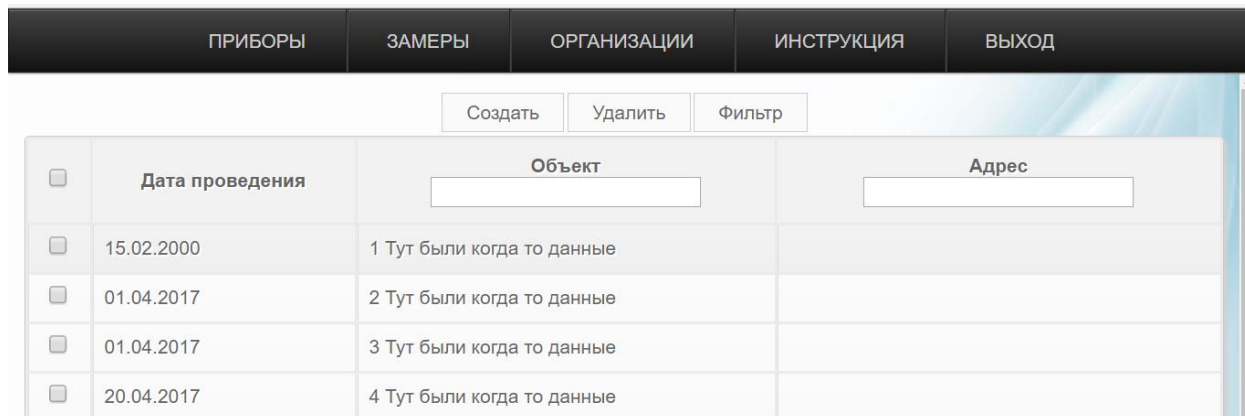 ПРИБОРЫ ЗАМЕРЫ ОРГАНИЗАЦИИ ИНСТРУКЦИЯ ВЫХОД
Создать Удалить Фильтр
Дата проведения Объект Адрес
15.02.2000 1 Тут были когда то данные
01.04.2017 2 Тут были когда то данные
01.04.2017 3 Тут были когда то данные
20.04.2017 4 Тут были когда то данные